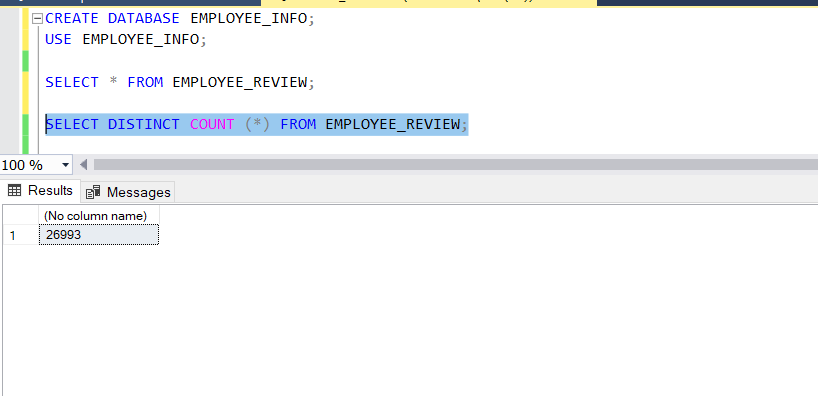 CREATE DATABASE EMPLOYEE_INFO;
USE EMPLOYEE_INFO;
SELECT * FROM EMPLOYEE_REVIEW;
SELECT DISTINCT COUNT (*) FROM EMPLOYEE_REVIEW;
100 %
Results Messages
(No column name)
1 26993